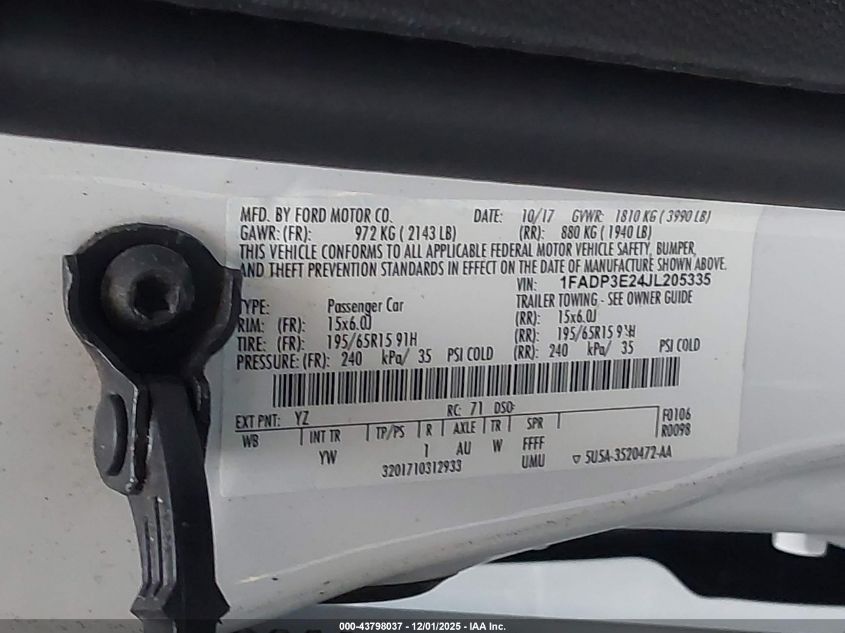 MFD. BY FORD MOTOR CO. DATE: 10/17 GVWR: 1810 KG ( 3990 LB)
GAWR: (FR): 972 KG ( 2143 LB) (RR): 880 KG ( 1940 LB)
THIS VEHICLE CONFORMS TO ALL APPLICABLE FEDERAL MOTOR VEHICLE SAFETY, BUMPER,
AND THEFT PREVENTION STANDARDS IN EFFECT ON THE DATE OF MANUFACTURE SHOWN ABOVE.
VIN: 1FADP3E24JL205335
TYPE: Passenger Car TRAILER TOWING - SEE OWNER GUIDE
RIM: (FR): 15x6.0J (RR): 15x6.0J
TIRE: (FR): 195/65R15 91H (RR): 195/65R15 91H
PRESSURE: (FR): 240 kPa/ 35 PSI COLD (RR): 240 kPa/ 35 PSI COLD
EXT PNT: YZ RC: 71 DSO: F0106
WB INT TR TP/PS R AXLE TR SPR R0098
YW 1 AU W FFFF
3201710312933 UMU ▽ 5U5A-3520472-AA
000-43798037 - 12/01/2025 - IAA Inc.